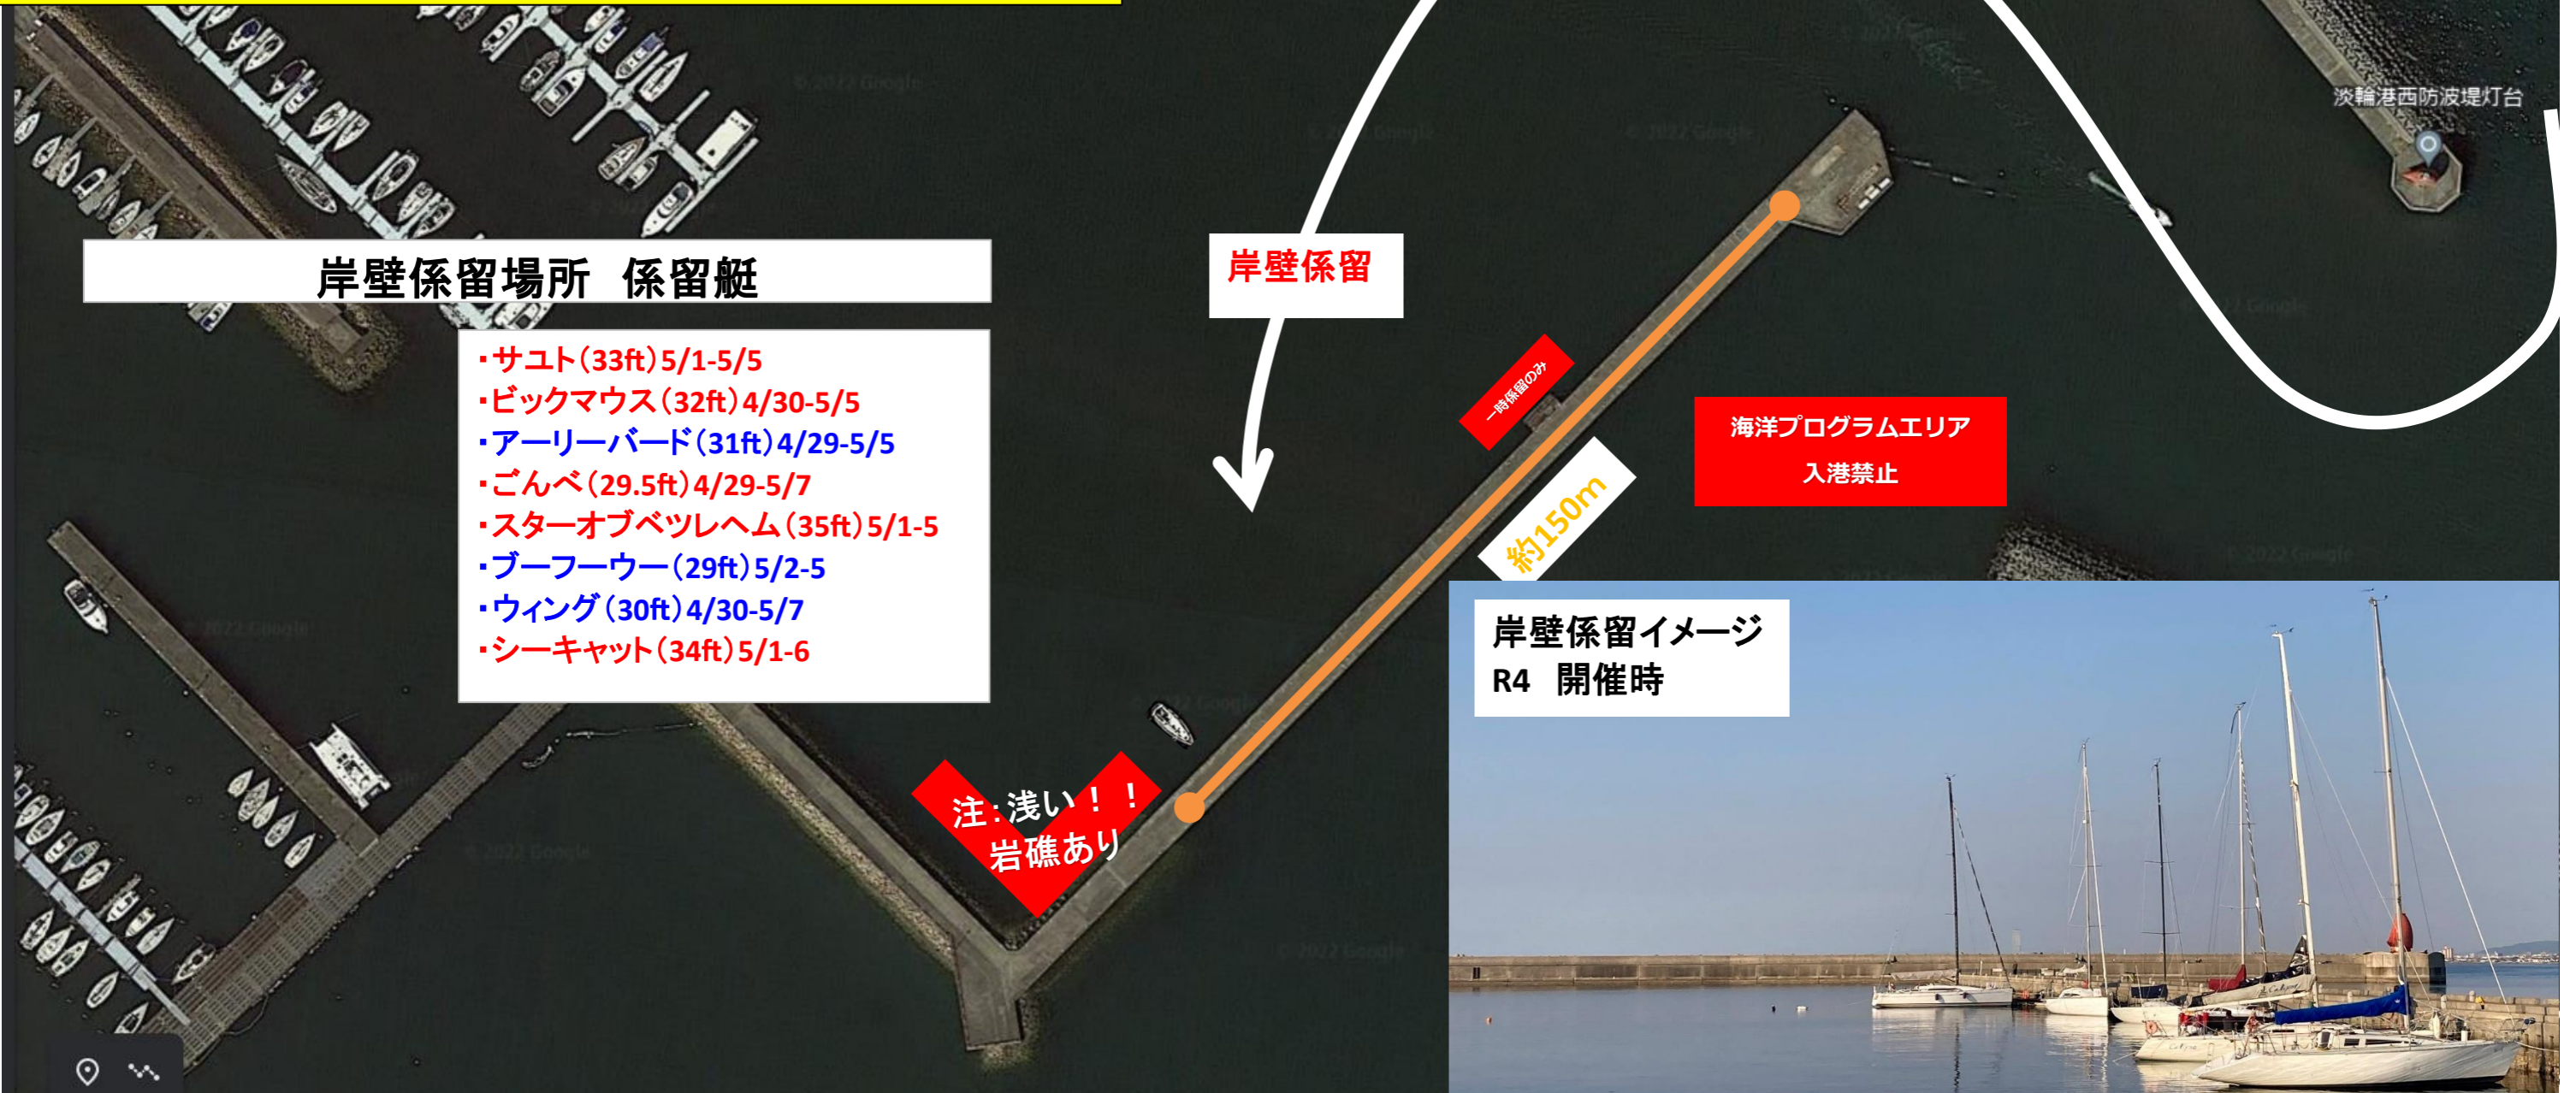 © 2022 Google
淡輪港西防波堤灯台
岸壁係留場所　係留艇
・サユト（33ft）5/1-5/5
・ビックマウス（32ft）4/30-5/5
・アーリーバード（31ft）4/29-5/5
・ごんべ（29.5ft）4/29-5/7
・スターオブベツレヘム（35ft）5/1-5
・ブーフーウー（29ft）5/2-5
・ウィング（30ft）4/30-5/7
・シーキャット（34ft）5/1-6
岸壁係留
一時係留のみ
約150m
海洋プログラムエリア
入港禁止
注：浅い！！
岩礁あり
岸壁係留イメージ
R4　開催時